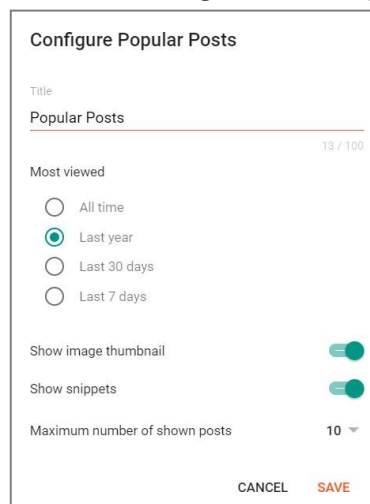 Configure Popular Posts
Title
Popular Posts
13 / 100
Most viewed
All time
Last year
Last 30 days
Last 7 days
Show image thumbnail
Show snippets
Maximum number of shown posts 10
CANCEL SAVE